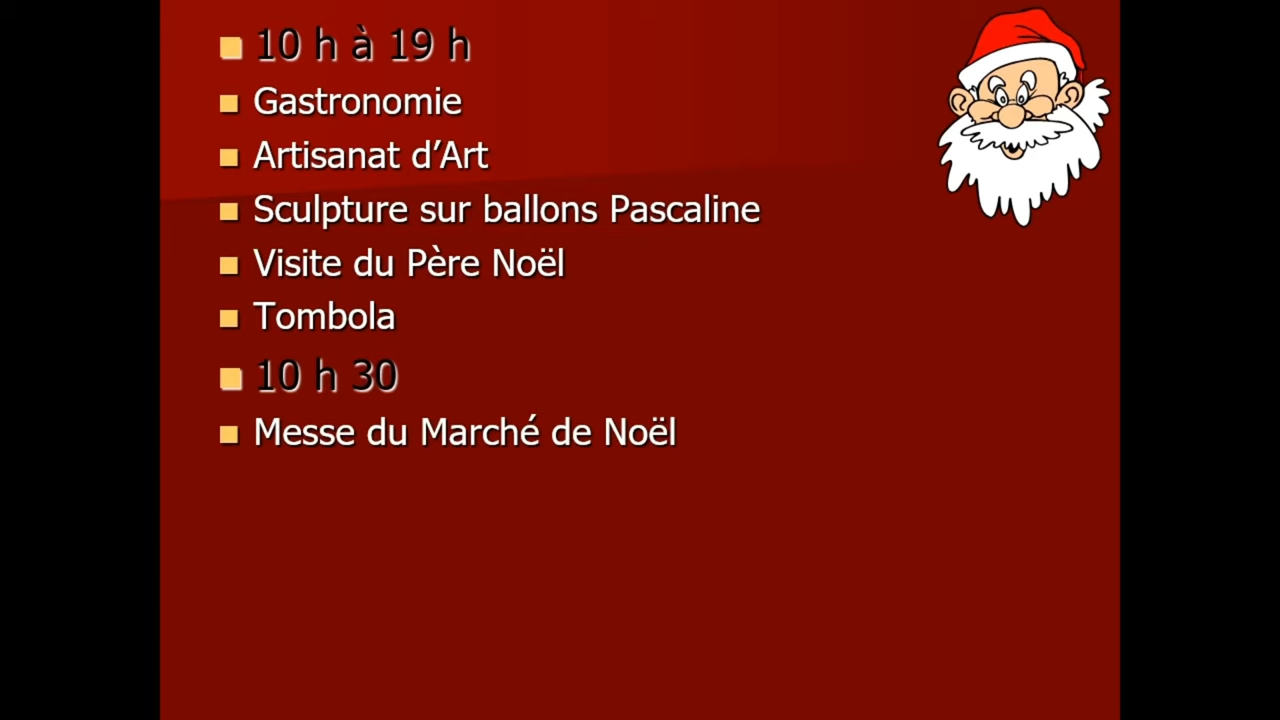 10 h à 19 h
Gastronomie
Artisanat d’Art
Sculpture sur ballons Pascaline
Visite du Père Noël
Tombola
10 h 30
Messe du Marché de Noël